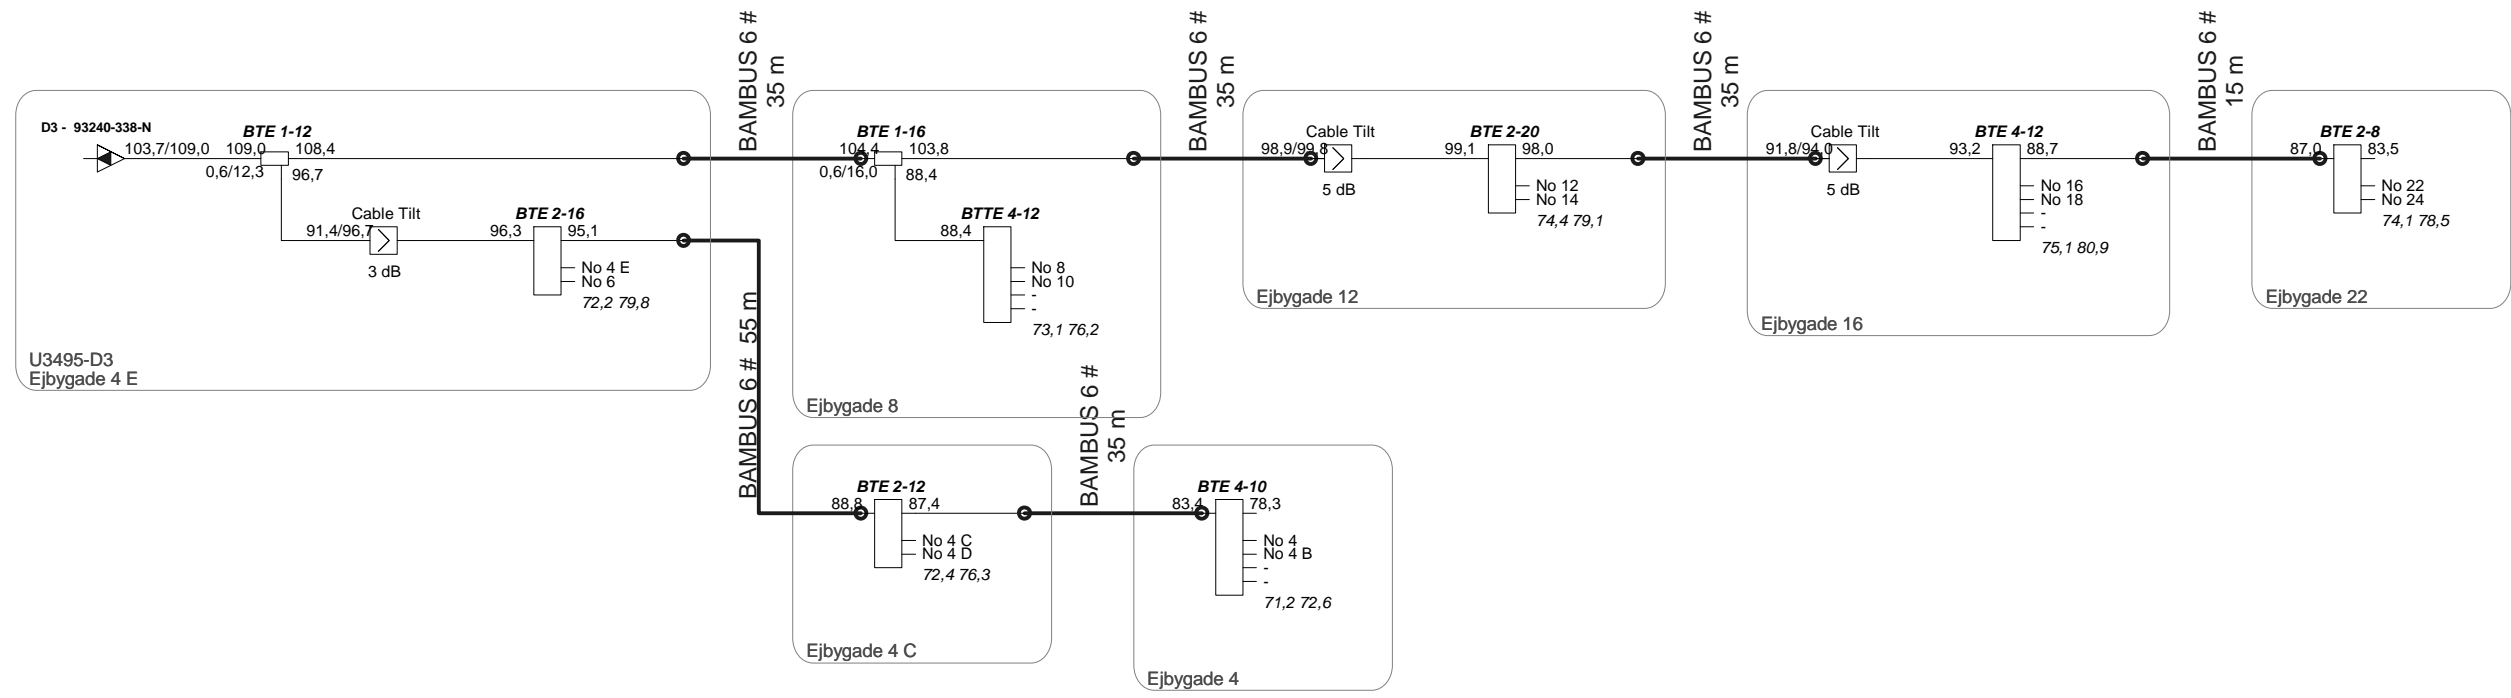 D3 - 93240-338-N
103,7/109,0
BTE 1-12
109,0
108,4
0,6/12,3
96,7
Cable Tilt
91,4/96,7
3 dB
BTE 2-16
96,3
95,1
No 4 E
No 6
72,2 79,8
U3495-D3
Ejbygade 4 E
BAMBUS 6 #
35 m
BTE 1-16
104,4
103,8
0,6/16,0
88,4
BTTE 4-12
88,4
No 8
No 10
-
-
73,1 76,2
Ejbygade 8
BAMBUS 6 #
35 m
Cable Tilt
98,9/99,8
5 dB
BTE 2-20
99,1
98,0
No 12
No 14
74,4 79,1
Ejbygade 12
BAMBUS 6 #
35 m
Cable Tilt
91,8/94,0
5 dB
BTE 4-12
93,2
88,7
No 16
No 18
-
-
75,1 80,9
Ejbygade 16
BAMBUS 6 #
15 m
BTE 2-8
87,0
83,5
No 22
No 24
74,1 78,5
Ejbygade 22
BAMBUS 6 # 55 m
BTE 2-12
88,8
87,4
No 4 C
No 4 D
72,4 76,3
Ejbygade 4 C
BAMBUS 6 #
35 m
BTE 4-10
83,4
78,3
No 4
No 4 B
-
-
71,2 72,6
Ejbygade 4